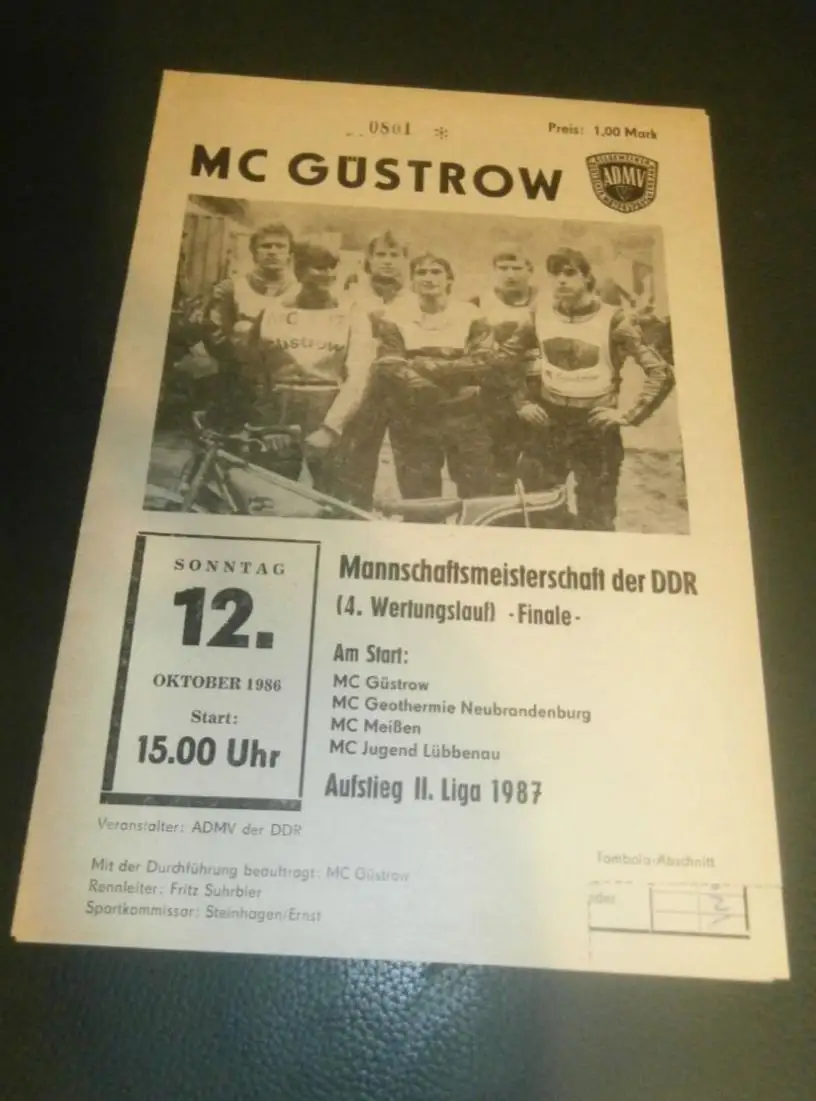 0801 *
Preis: 1,00 Mark
MC GÜSTROW
ADMV
MC
Güstrow
SONNTAG
12.
OKTOBER 1986
Start:
15.00 Uhr
Mannschaftsmeisterschaft der DDR
(4. Wertungslauf) - Finale -
Am Start:
MC Güstrow
MC Geothermie Neubrandenburg
MC Meißen
MC Jugend Lübbenau
Aufstieg II. Liga 1987
Veranstalter: ADMV der DDR
Mit der Durchführung beauftragt: MC Güstrow
Rennleiter: Fritz Suhrbier
Sportkommissar: Steinhagen/Ernst
Tombola-Abschnitt